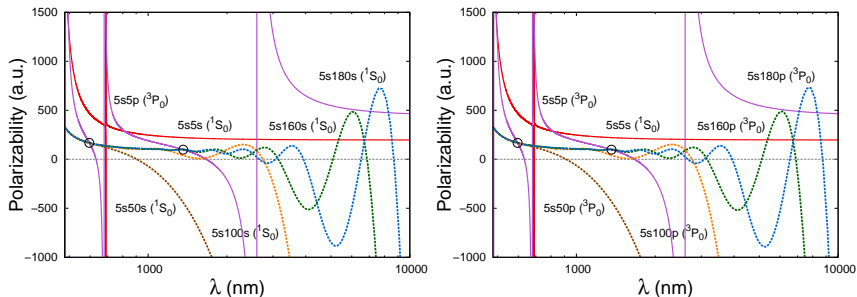 1500
1000
500
0
−500
−1000
Polarizability (a.u.)
5s5p (³P₀)
5s5s (¹S₀)
5s180s (¹S₀)
5s160s (¹S₀)
5s50s (¹S₀)
5s100s (¹S₀)
1000
10000
λ (nm)
1500
1000
500
0
−500
−1000
Polarizability (a.u.)
5s5p (³P₀)
5s5s (¹S₀)
5s180p (³P₀)
5s160p (³P₀)
5s50p (³P₀)
5s100p (³P₀)
1000
10000
λ (nm)